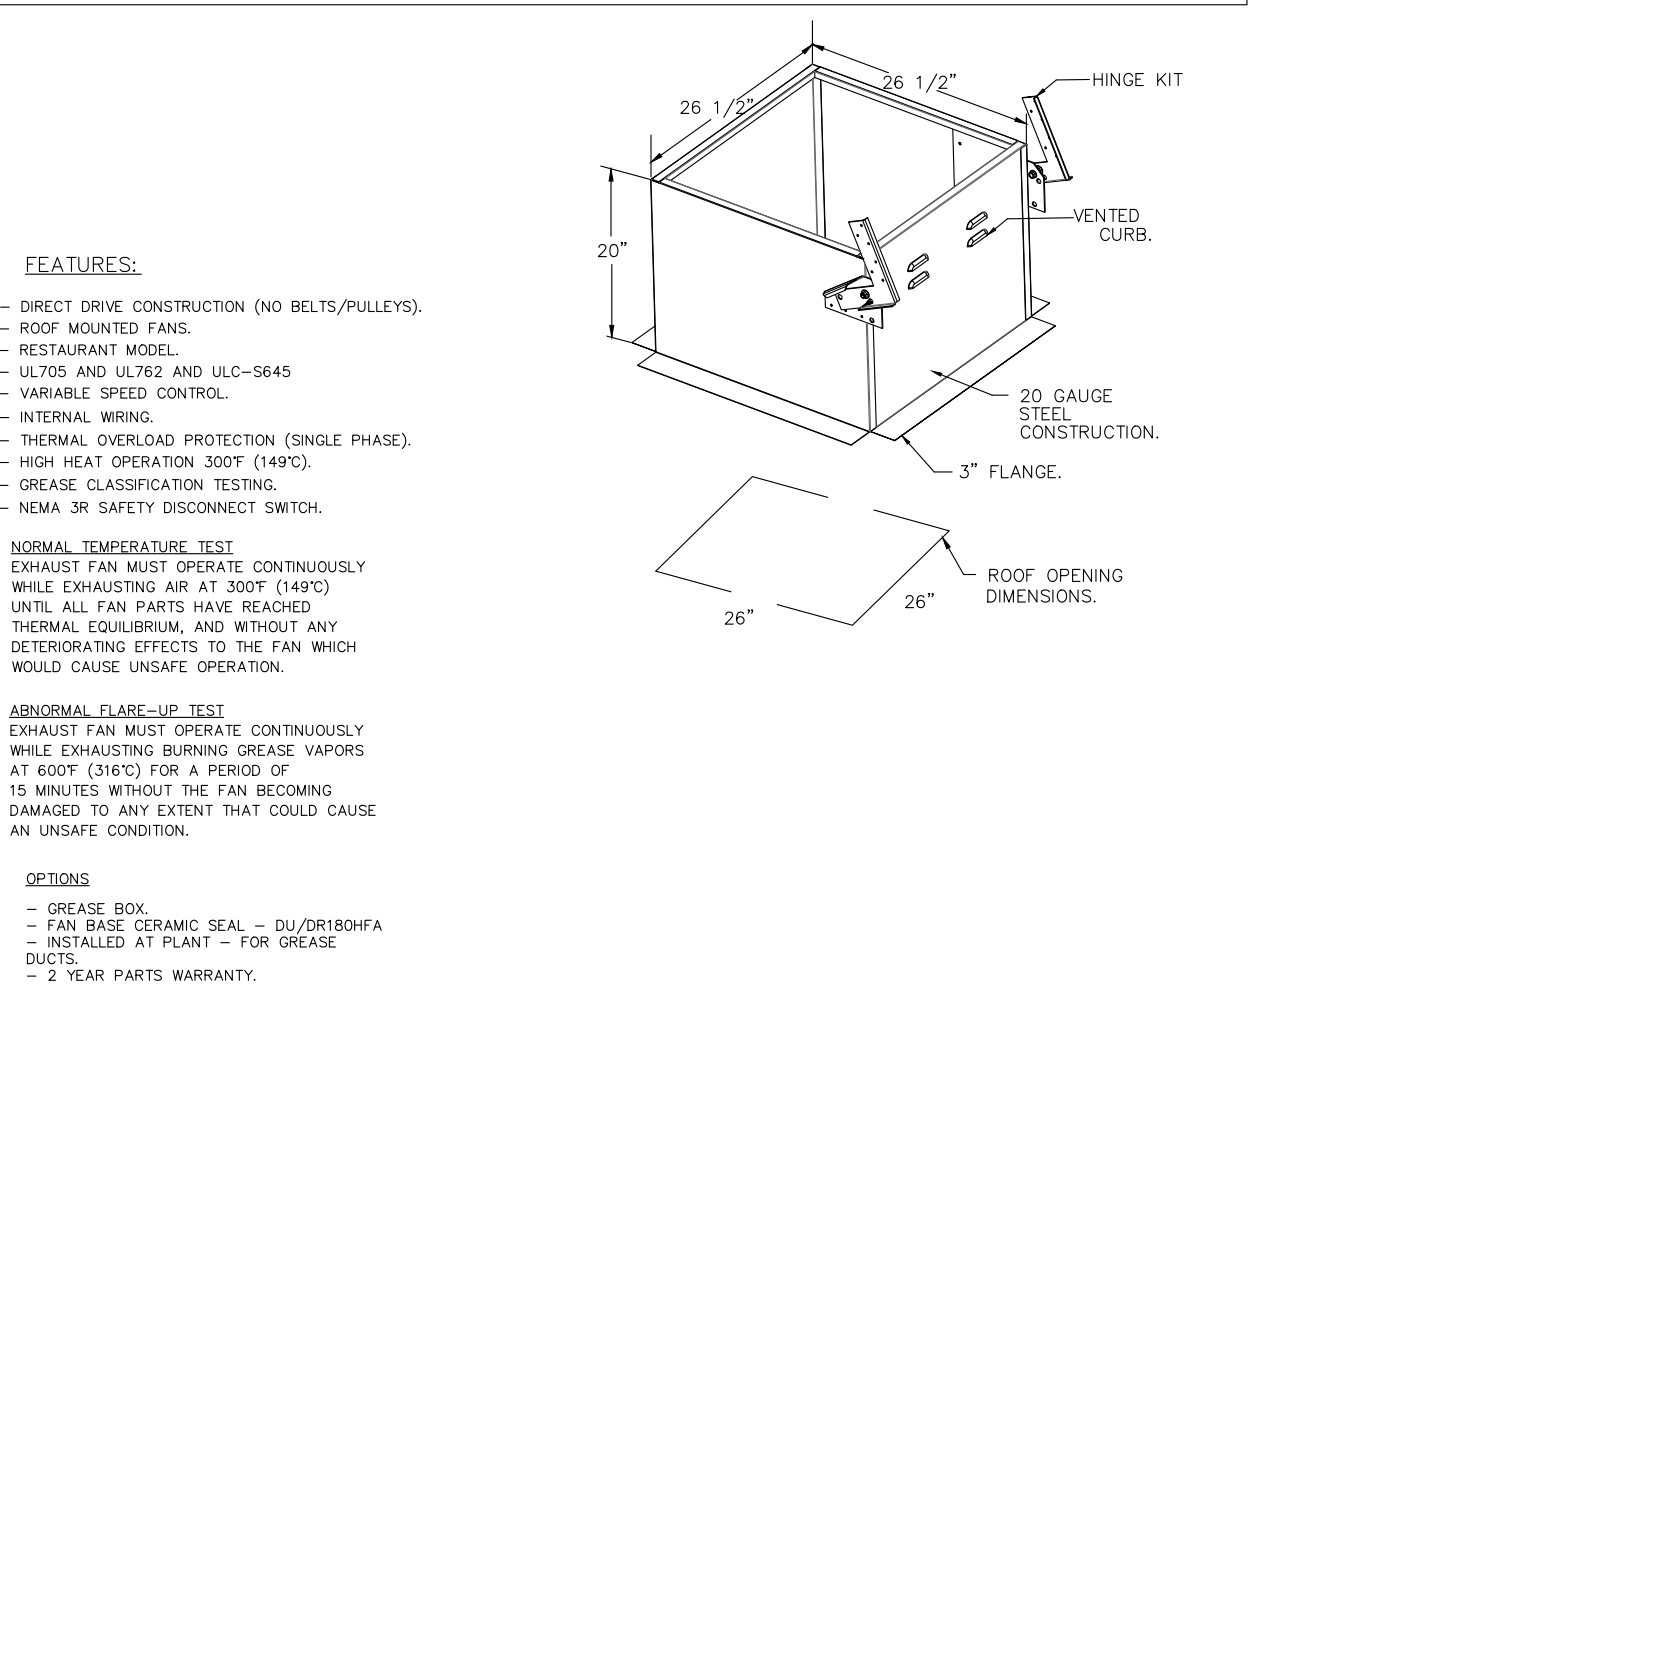 FEATURES:
– DIRECT DRIVE CONSTRUCTION (NO BELTS/PULLEYS).
– ROOF MOUNTED FANS.
– RESTAURANT MODEL.
– UL705 AND UL762 AND ULC–S645
– VARIABLE SPEED CONTROL.
– INTERNAL WIRING.
– THERMAL OVERLOAD PROTECTION (SINGLE PHASE).
– HIGH HEAT OPERATION 300°F (149°C).
– GREASE CLASSIFICATION TESTING.
– NEMA 3R SAFETY DISCONNECT SWITCH.
NORMAL TEMPERATURE TEST
EXHAUST FAN MUST OPERATE CONTINUOUSLY
WHILE EXHAUSTING AIR AT 300°F (149°C)
UNTIL ALL FAN PARTS HAVE REACHED
THERMAL EQUILIBRIUM, AND WITHOUT ANY
DETERIORATING EFFECTS TO THE FAN WHICH
WOULD CAUSE UNSAFE OPERATION.
ABNORMAL FLARE–UP TEST
EXHAUST FAN MUST OPERATE CONTINUOUSLY
WHILE EXHAUSTING BURNING GREASE VAPORS
AT 600°F (316°C) FOR A PERIOD OF
15 MINUTES WITHOUT THE FAN BECOMING
DAMAGED TO ANY EXTENT THAT COULD CAUSE
AN UNSAFE CONDITION.
OPTIONS
– GREASE BOX.
– FAN BASE CERAMIC SEAL – DU/DR180HFA
– INSTALLED AT PLANT – FOR GREASE
DUCTS.
– 2 YEAR PARTS WARRANTY.
26 1/2”
26 1/2”
HINGE KIT
20”
VENTED
CURB.
20 GAUGE
STEEL
CONSTRUCTION.
3” FLANGE.
ROOF OPENING
DIMENSIONS.
26”
26”